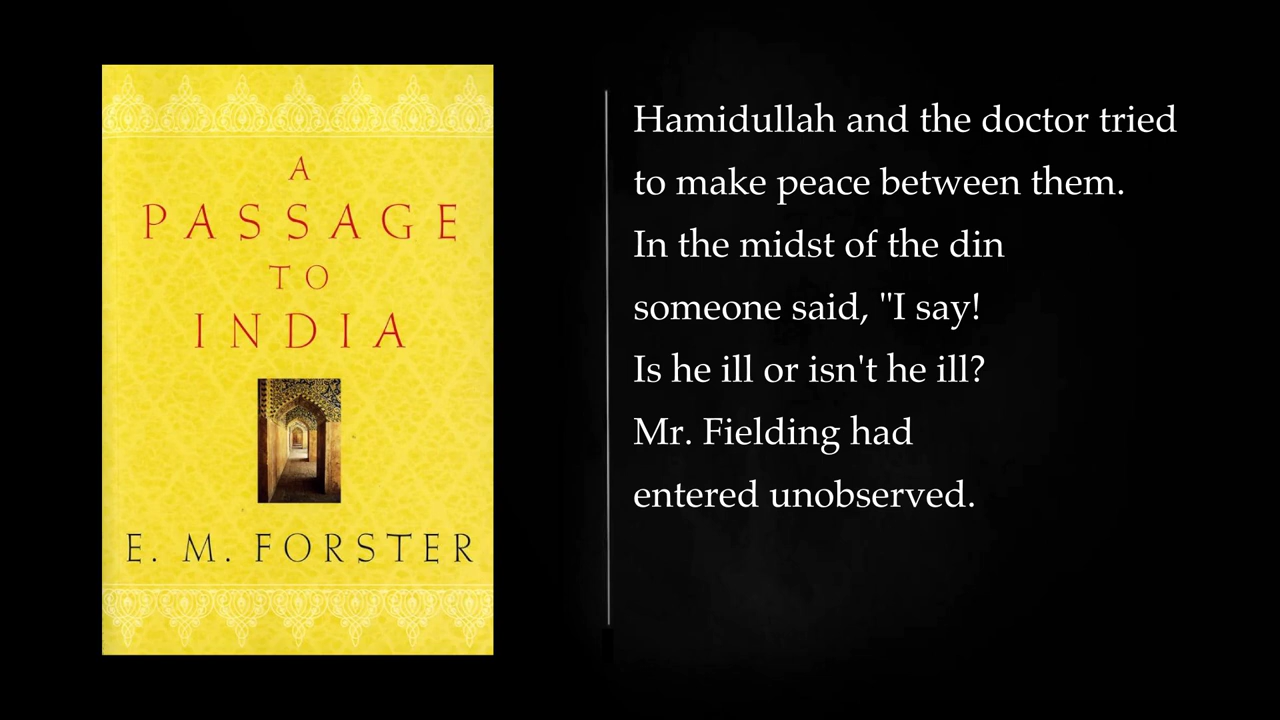 A
PASSAGE
TO
INDIA
E. M. FORSTER
Hamidullah and the doctor tried
to make peace between them.
In the midst of the din
someone said, "I say!
Is he ill or isn't he ill?
Mr. Fielding had
entered unobserved.